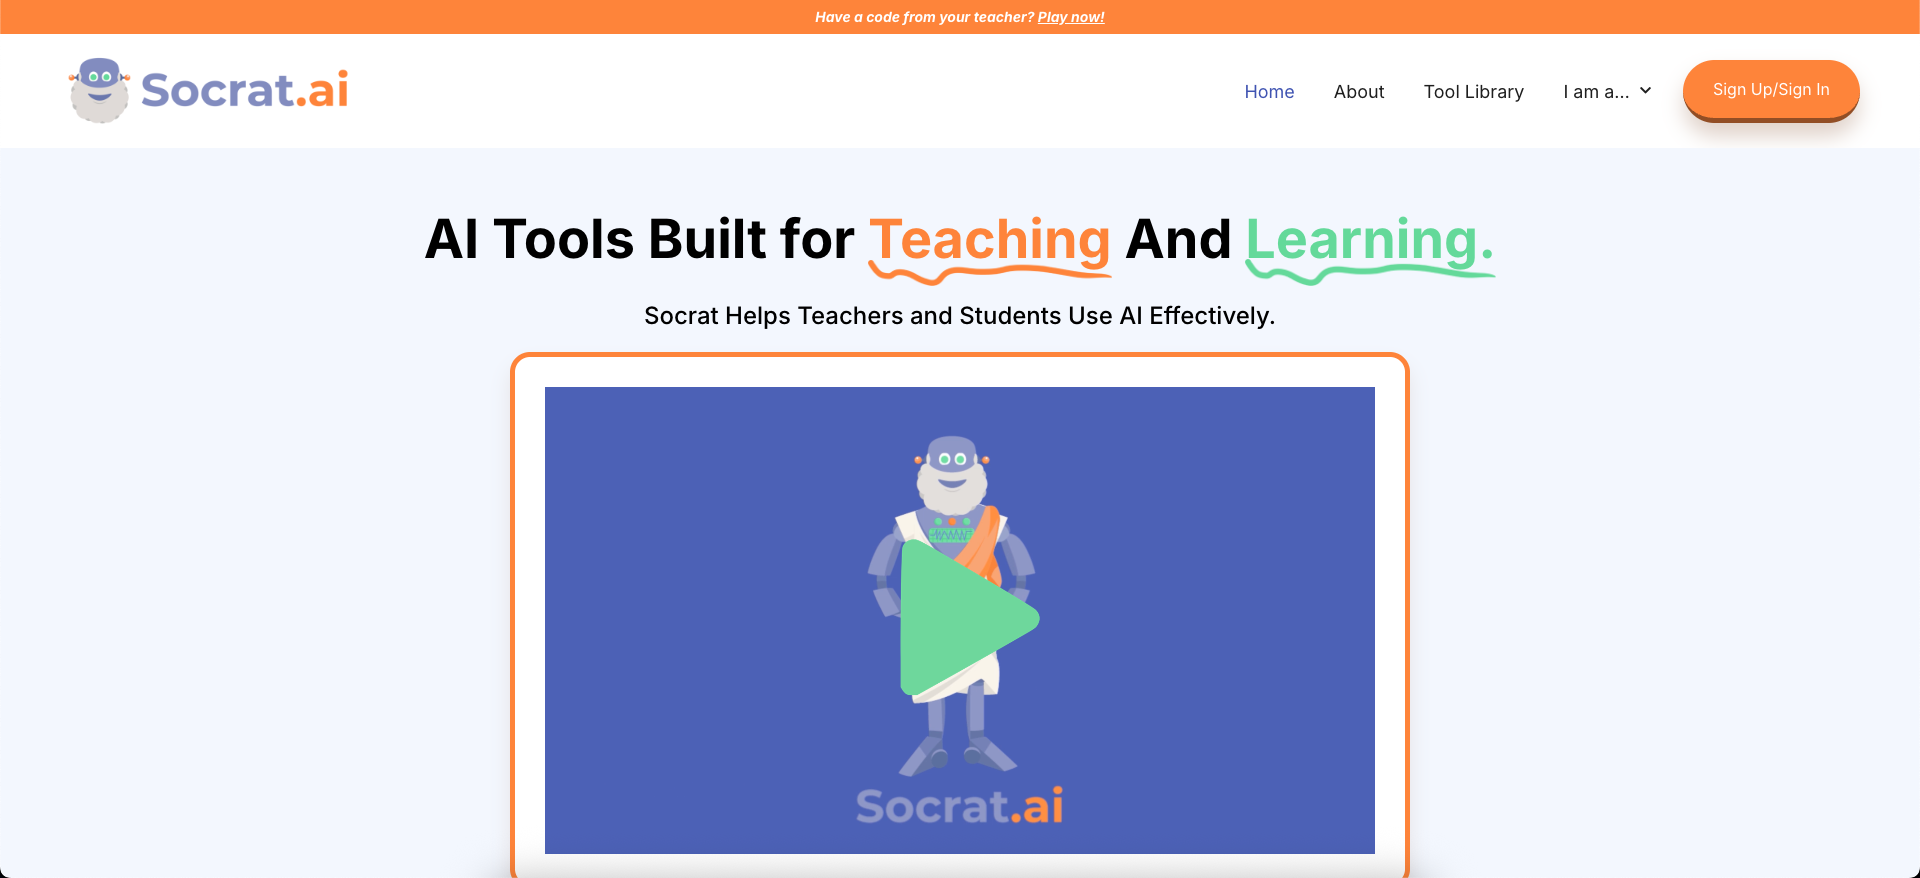 Have a code from your teacher? Play now!
Socrat.ai
Home
About
Tool Library
I am a...
Sign Up/Sign In
AI Tools Built for Teaching And Learning.
Socrat Helps Teachers and Students Use AI Effectively.
Socrat.ai